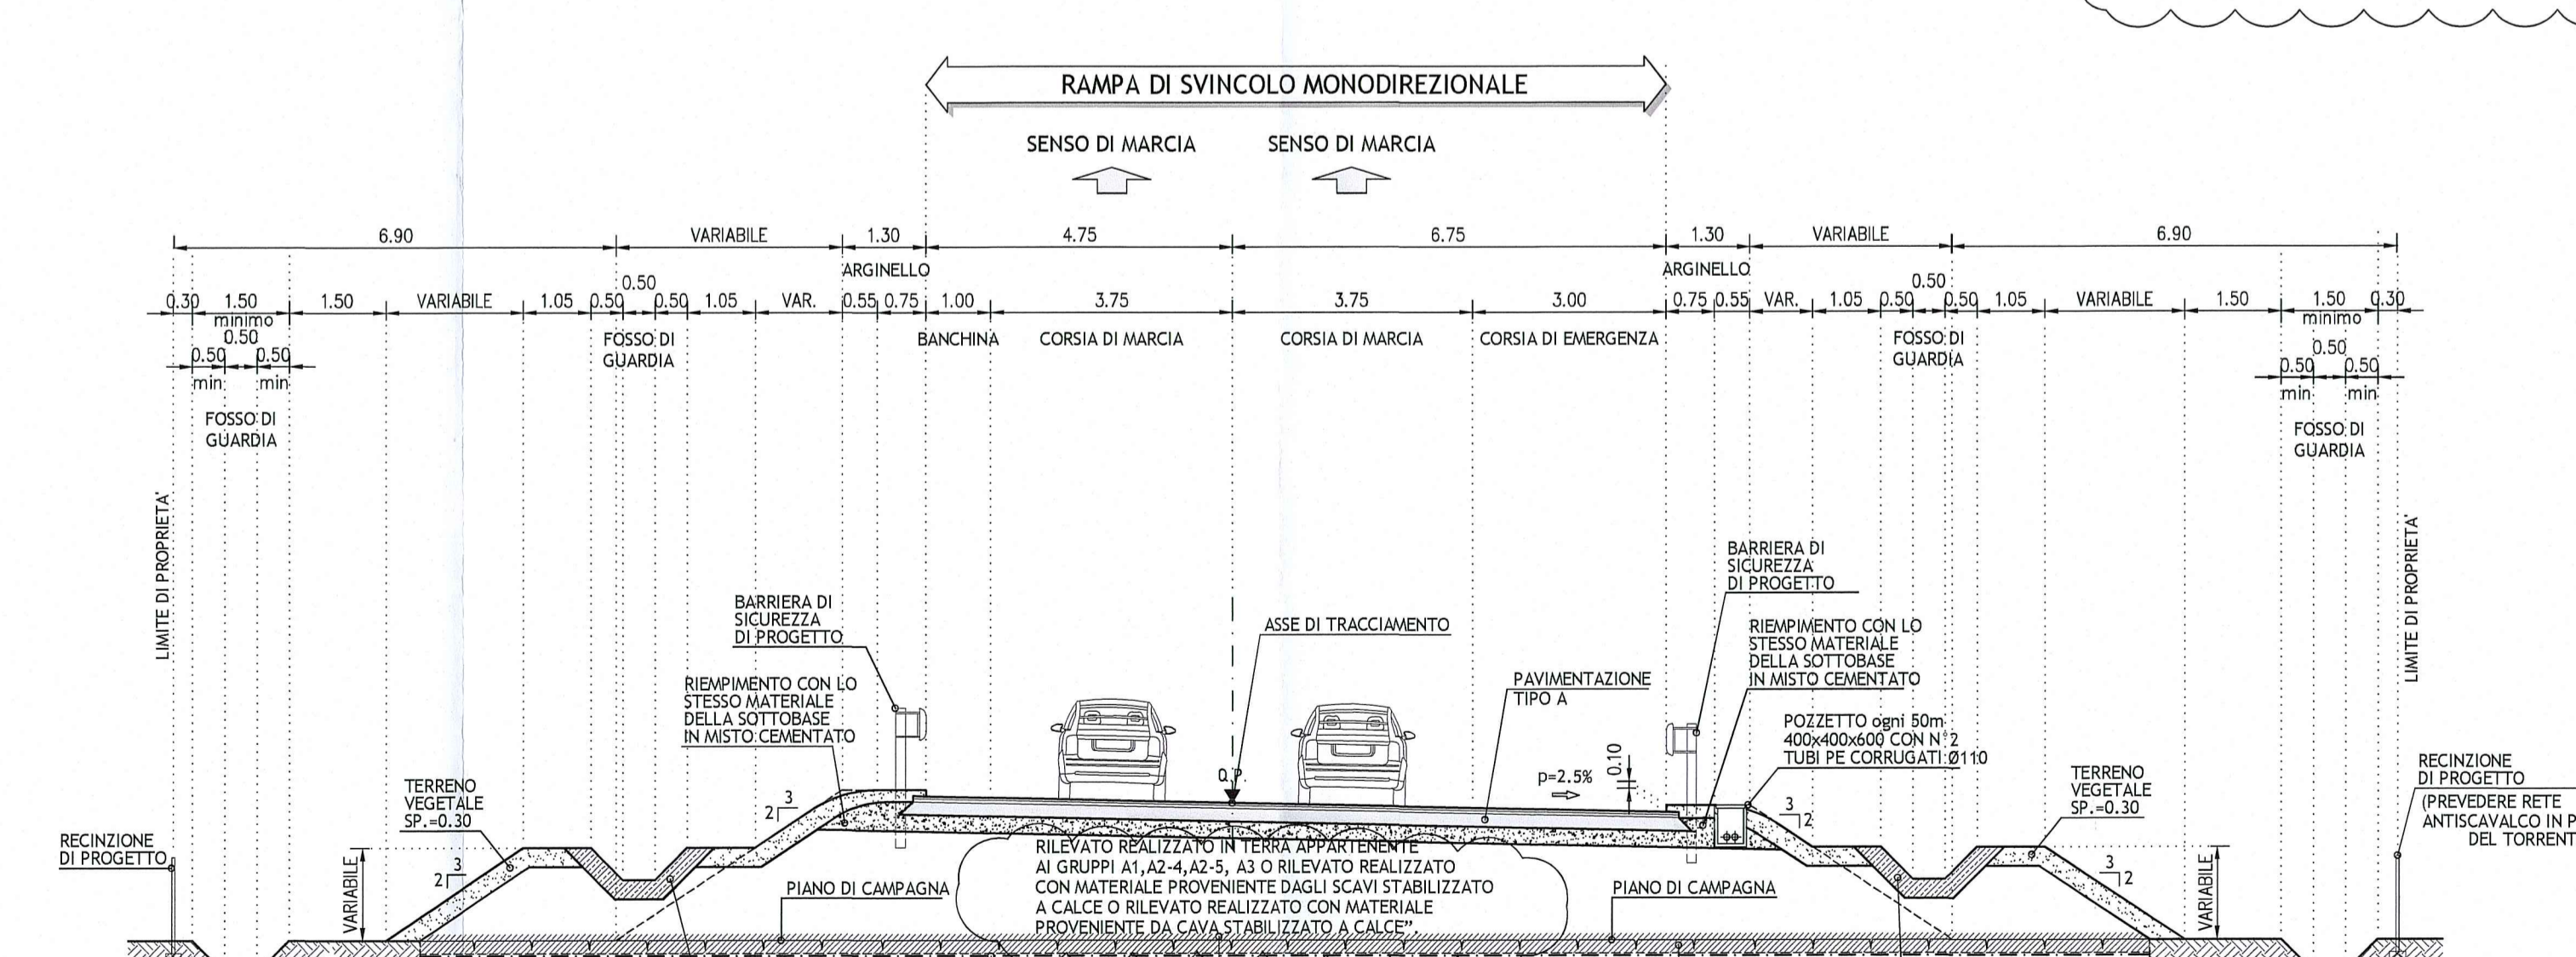 RAMPA DI SVINCOLO MONODIREZIONALE
SENSO DI MARCIA
SENSO DI MARCIA
6.90
VARIABILE
1.30
4.75
6.75
1.30
VARIABILE
6.90
ARGINELLO
ARGINELLO
0.30
1.50
minimo
1.50
VARIABILE
1.05
0.50
0.50
0.50
1.05
VAR.
0.55
0.75
1.00
3.75
3.75
3.00
0.75
0.55
VAR.
1.05
0.50
0.50
0.50
1.05
VARIABILE
1.50
1.50
minimo
0.30
0.50
0.50
0.50
min
min
FOSSO DI
GUARDIA
FOSSO DI
GUARDIA
BANCHINA
CORSIA DI MARCIA
CORSIA DI MARCIA
CORSIA DI EMERGENZA
FOSSO DI
GUARDIA
0.50
0.50
0.50
min
min
FOSSO DI
GUARDIA
LIMITE DI PROPRIETA'
LIMITE DI PROPRIETA'
BARRIERA DI
SICUREZZA
DI PROGETTO
BARRIERA DI
SICUREZZA
DI PROGETTO
ASSE DI TRACCIAMENTO
RIEMPIMENTO CON LO
STESSO MATERIALE
DELLA SOTTOBASE
IN MISTO CEMENTATO
RIEMPIMENTO CON LO
STESSO MATERIALE
DELLA SOTTOBASE
IN MISTO CEMENTATO
PAVIMENTAZIONE
TIPO A
POZZETTO ogni 50m
400x400x600 CON N°2
TUBI PE CORRUGATI Ø110
Q.P.
p=2.5%
0.10
TERRENO
VEGETALE
SP.=0.30
TERRENO
VEGETALE
SP.=0.30
RECINZIONE
DI PROGETTO
(PREVEDERE RETE
ANTISCAVALCO IN P
DEL TORRENT
RECINZIONE
DI PROGETTO
3
2
3
2
3
2
3
2
VARIABILE
VARIABILE
PIANO DI CAMPAGNA
PIANO DI CAMPAGNA
RILEVATO REALIZZATO IN TERRA APPARTENENTE
AI GRUPPI A1,A2-4,A2-5, A3 O RILEVATO REALIZZATO
CON MATERIALE PROVENIENTE DAGLI SCAVI STABILIZZATO
A CALCE O RILEVATO REALIZZATO CON MATERIALE
PROVENIENTE DA CAVA STABILIZZATO A CALCE”.